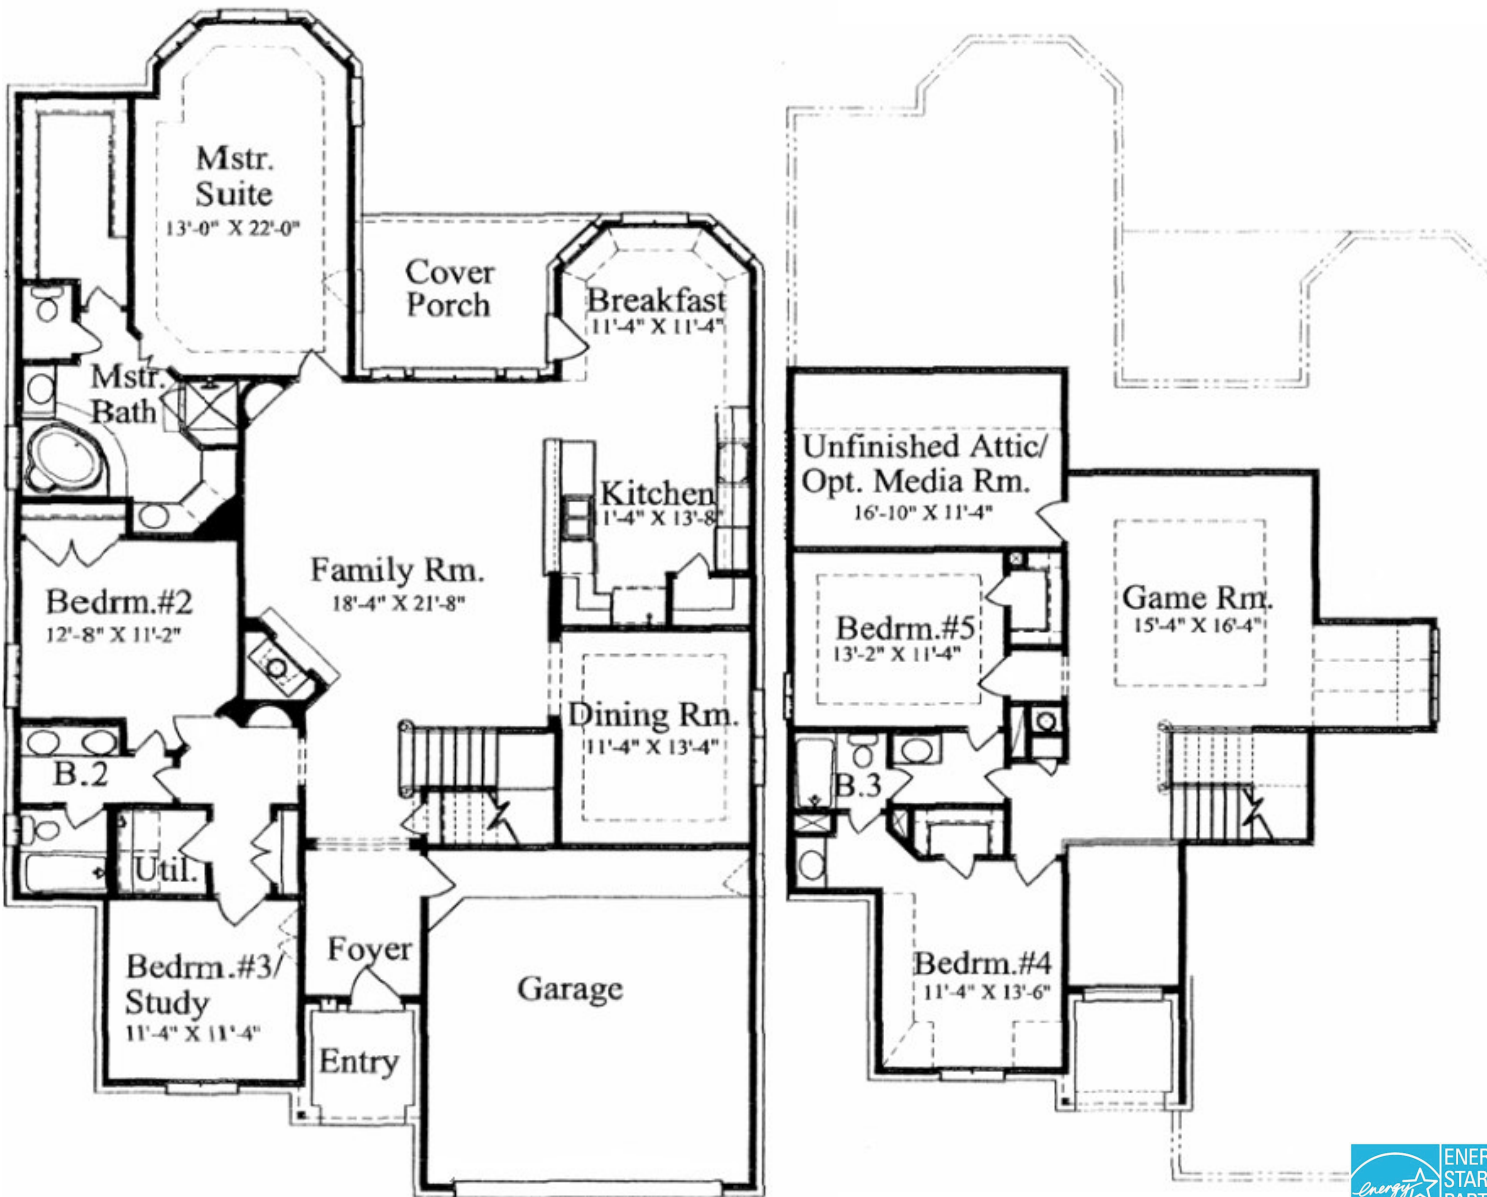 Mstr.
Suite
13'-0" X 22'-0"
Cover
Porch
Breakfast
11'-4" X 11'-4"
Mstr.
Bath
Kitchen
1'-4" X 13'-8"
Family Rm.
18'-4" X 21'-8"
Bedrm.#2
12'-8" X 11'-2"
Dining Rm.
11'-4" X 13'-4"
B.2
Util.
Foyer
Bedrm.#3/
Study
11'-4" X 11'-4"
Garage
Entry
Unfinished Attic/
Opt. Media Rm.
16'-10" X 11'-4"
Game Rm.
15'-4" X 16'-4"
Bedrm.#5
13'-2" X 11'-4"
B.3
Bedrm.#4
11'-4" X 13'-6"
energy
ENER
STAR